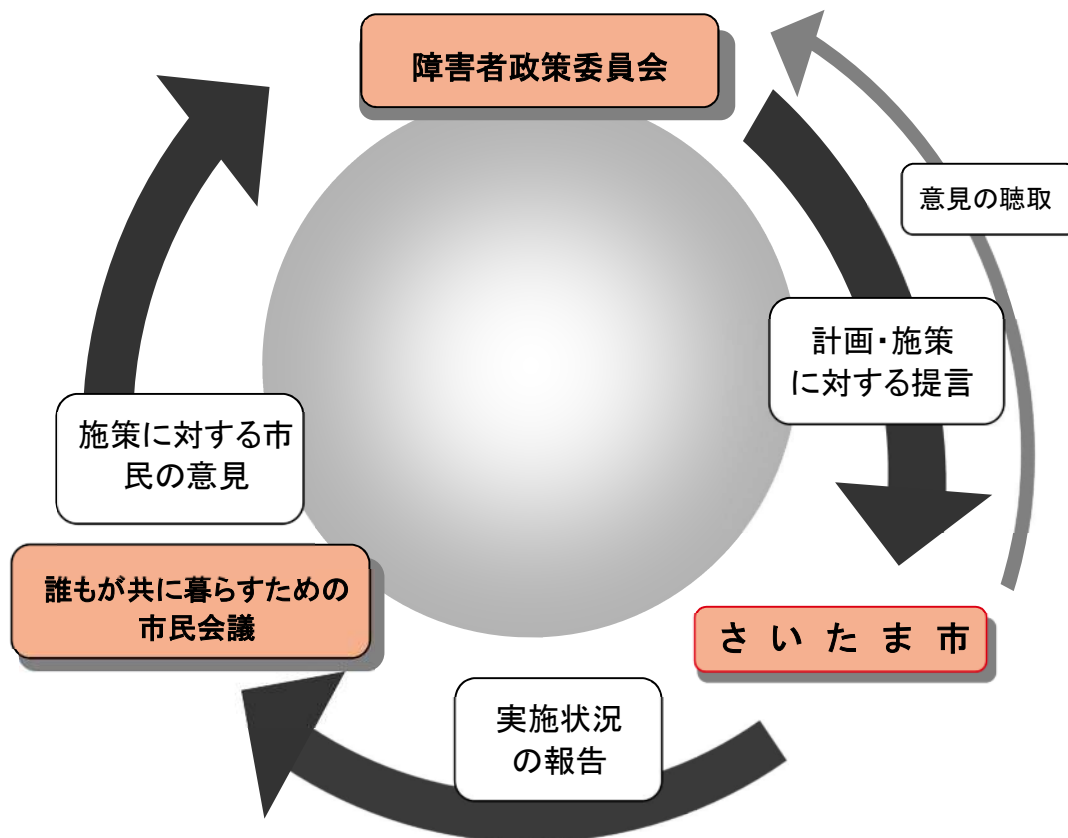 障害者政策委員会
意見の聴取
計画・施策
に対する提言
施策に対する市
民の意見
誰もが共に暮らすための
市民会議
さいたま市
実施状況
の報告